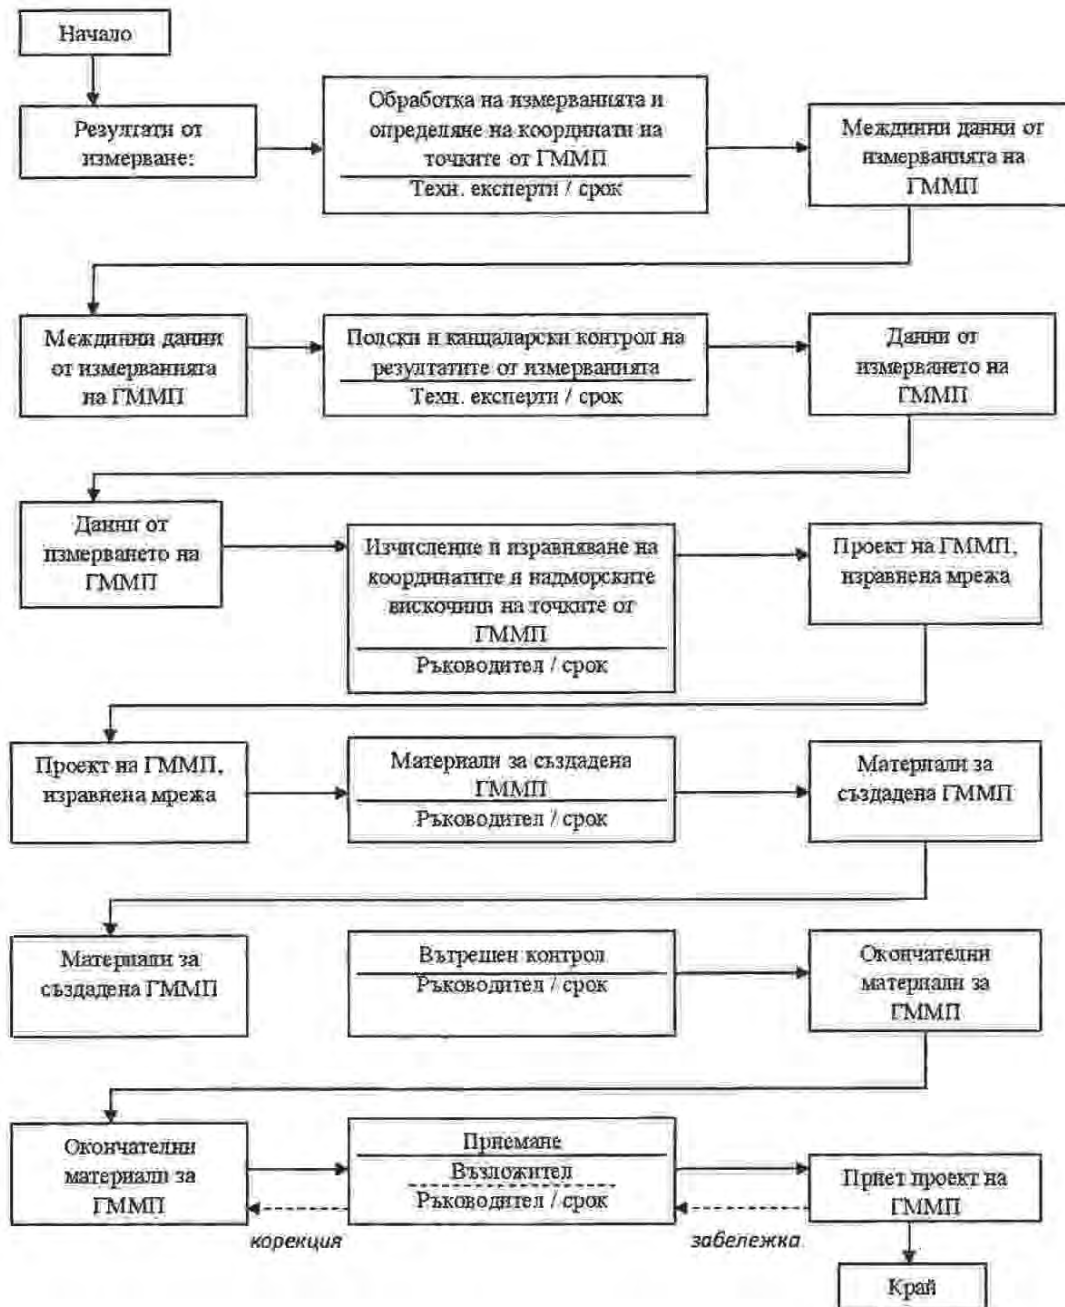 Начало
Резултати от
измерване:
Обработка на измерванията и
определяне на координати на
точките от ГММП
Техн. експерти / срок
Междинни данни от
измерванията на
ГММП
Междинни данни
от измерванията
на ГММП
Полски и канцаларски контрол на
резултатите от измерванията
Техн. експерти / срок
Данни от
измерването на
ГММП
Данни от
измерването на
ГММП
Изчисление и изравняване на
координатите и надморските
височини на точките от
ГММП
Ръководител / срок
Проект на ГММП,
изравнена мрежа
Проект на ГММП,
изравнена мрежа
Материали за създадена
ГММП
Ръководител / срок
Материали за
създадена ГММП
Материали за
създадена ГММП
Вътрешен контрол
Ръководител / срок
Окончателни
материали за
ГММП
Окончателни
материали за
ГММП
Приемане
Възложител
Ръководител / срок
Приет проект на
ГММП
корекция
забележка
Край